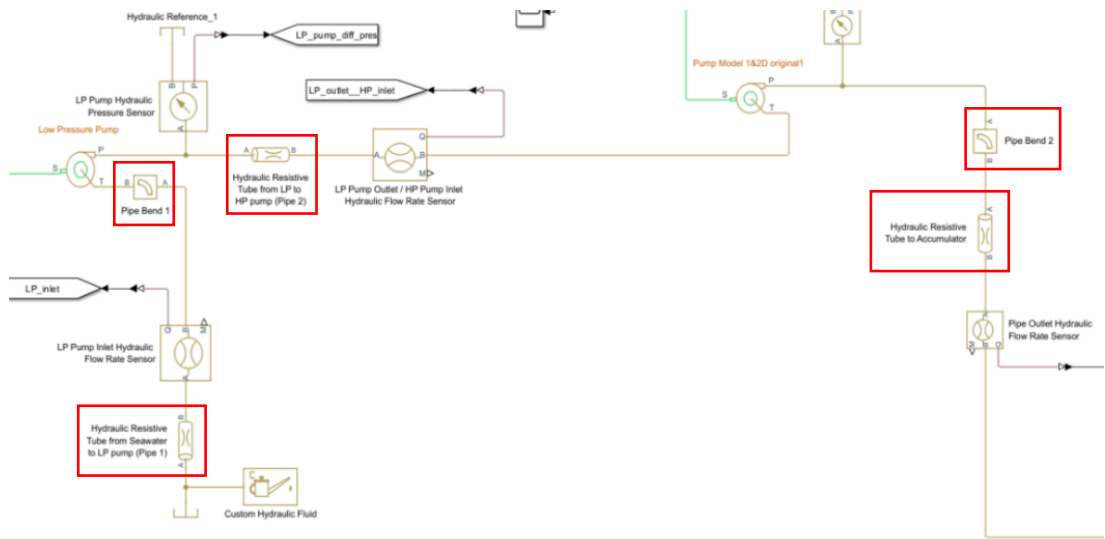 Hydraulic Reference_1
LP_pump_diff_pres
B
P
LP Pump Hydraulic
Pressure Sensor
A
Low Pressure Pump
P
S
T
B
A
Pipe Bend 1
A
B
Hydraulic Resistive
Tube from LP to
HP pump (Pipe 2)
LP_outlet__HP_inlet
Q
A
B
M
LP Pump Outlet / HP Pump Inlet
Hydraulic Flow Rate Sensor
LP_inlet
Q
B
M
LP Pump Inlet Hydraulic
Flow Rate Sensor
A
B
Hydraulic Resistive
Tube from Seawater
to LP pump (Pipe 1)
A
C
Custom Hydraulic Fluid
B
P
A
Pump Model 1&2D original1
P
S
T
A
Pipe Bend 2
B
A
Hydraulic Resistive
Tube to Accumulator
B
A
Pipe Outlet Hydraulic
Flow Rate Sensor
M
B
Q